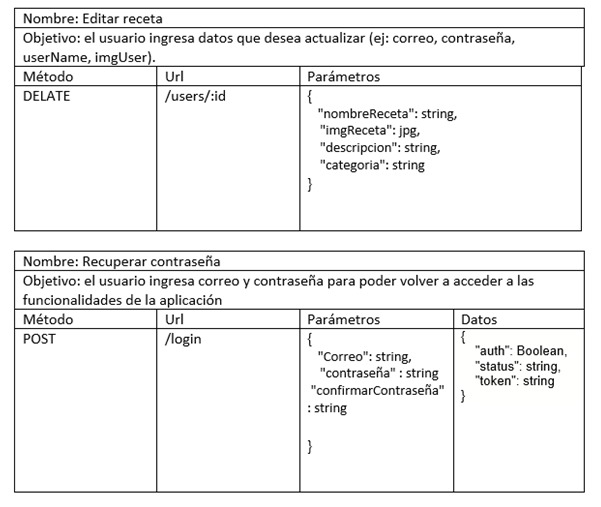 Nombre: Editar receta
Objetivo: el usuario ingresa datos que desea actualizar (ej: correo, contraseña,
userName, imgUser).
Método Url Parámetros
DELATE /users/:id {
"nombreReceta": string,
"imgReceta": jpg,
"descripcion": string,
"categoria": string
}
Nombre: Recuperar contraseña
Objetivo: el usuario ingresa correo y contraseña para poder volver a acceder a las
funcionalidades de la aplicación
Método Url Parámetros Datos
POST /login { {
"Correo": string, "auth": Boolean,
"contraseña" : string "status": string,
"confirmarContraseña" "token": string
: string }
}